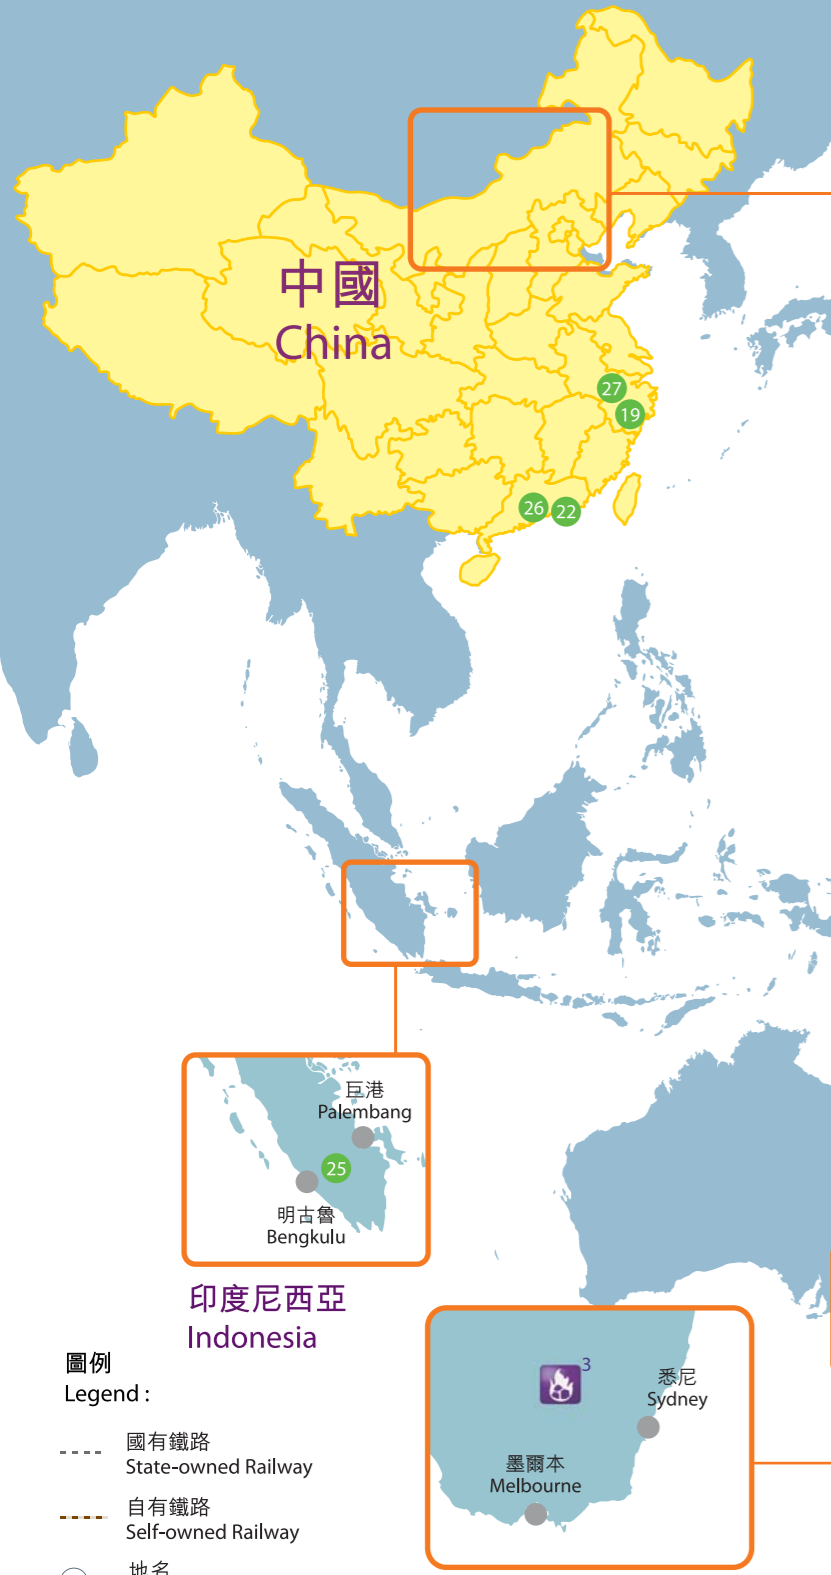 中國
China
27
19
26
22
巨港
Palembang
25
明古魯
Bengkulu
印度尼西亞
Indonesia
3
悉尼
Sydney
墨爾本
Melbourne
圖例
Legend :
國有鐵路
State-owned Railway
自有鐵路
Self-owned Railway
地名